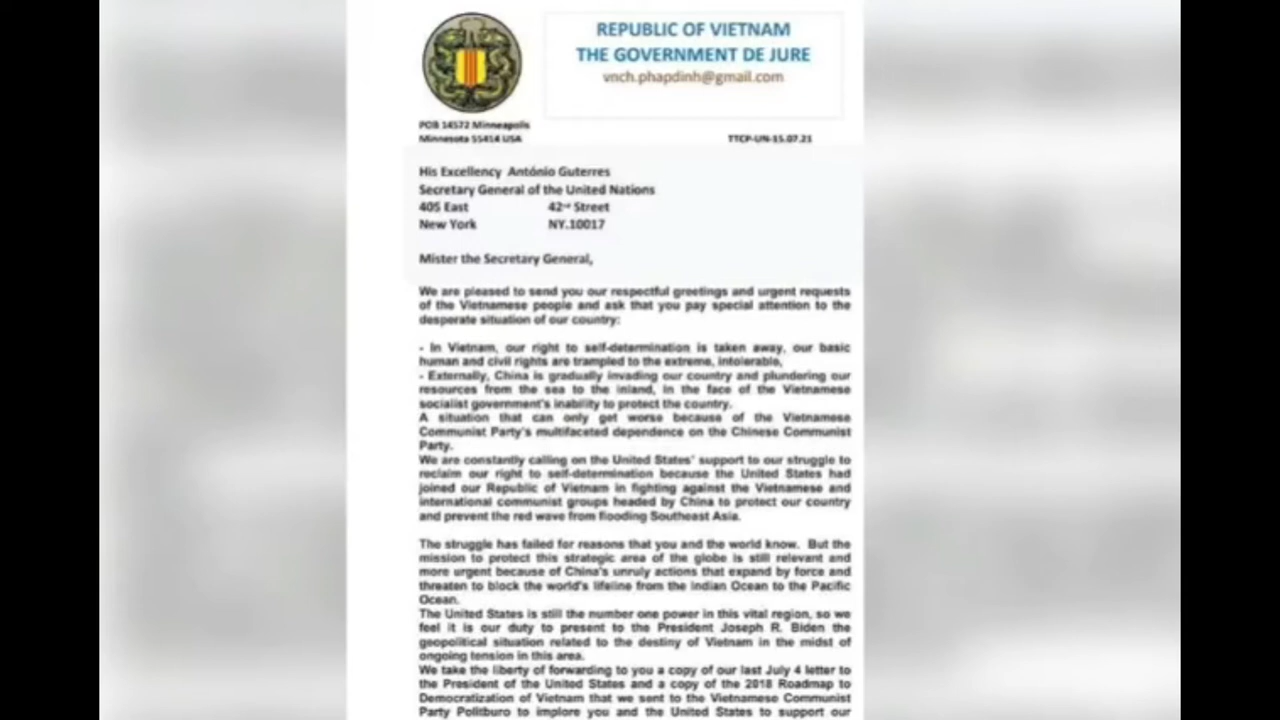 REPUBLIC OF VIETNAM
THE GOVERNMENT DE JURE
vnch.phapdinh@gmail.com
POB 14572 Minneapolis
Minnesota 55414 USA
TTCP-UN-15.07.21
His Excellency António Guterres
Secretary General of the United Nations
405 East 42nd Street
New York NY.10017
Mister the Secretary General,
We are pleased to send you our respectful greetings and urgent requests
of the Vietnamese people and ask that you pay special attention to the
desperate situation of our country:
- In Vietnam, our right to self-determination is taken away, our basic
human and civil rights are trampled to the extreme, intolerable,
- Externally, China is gradually invading our country and plundering our
resources from the sea to the inland, in the face of the Vietnamese
socialist government's inability to protect the country.
A situation that can only get worse because of the Vietnamese
Communist Party's multifaceted dependence on the Chinese Communist
Party.
We are constantly calling on the United States' support to our struggle to
reclaim our right to self-determination because the United States had
joined our Republic of Vietnam in fighting against the Vietnamese and
international communist groups headed by China to protect our country
and prevent the red wave from flooding Southeast Asia.
The struggle has failed for reasons that you and the world know. But the
mission to protect this strategic area of the globe is still relevant and
more urgent because of China's unruly actions that expand by force and
threaten to block the world's lifeline from the Indian Ocean to the Pacific
Ocean.
The United States is still the number one power in this vital region, so we
feel it is our duty to present to the President Joseph R. Biden the
geopolitical situation related to the destiny of Vietnam in the midst of
ongoing tension in this area.
We take the liberty of forwarding to you a copy of our last July 4 letter to
the President of the United States and a copy of the 2018 Roadmap to
Democratization of Vietnam that we sent to the Vietnamese Communist
Party Politburo to implore you and the United States to support our